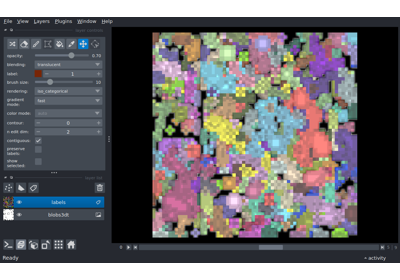 File View Layers Plugins Window Help
opacity: 0.70
blending: translucent
label: 1
brush size: 10
rendering: iso_categorical
gradient mode: fast
color mode:
contour: 0
n edit dim: 2
contiguous:
preserve labels:
show selected:
labels
blobs3dt
0
Ready
activity